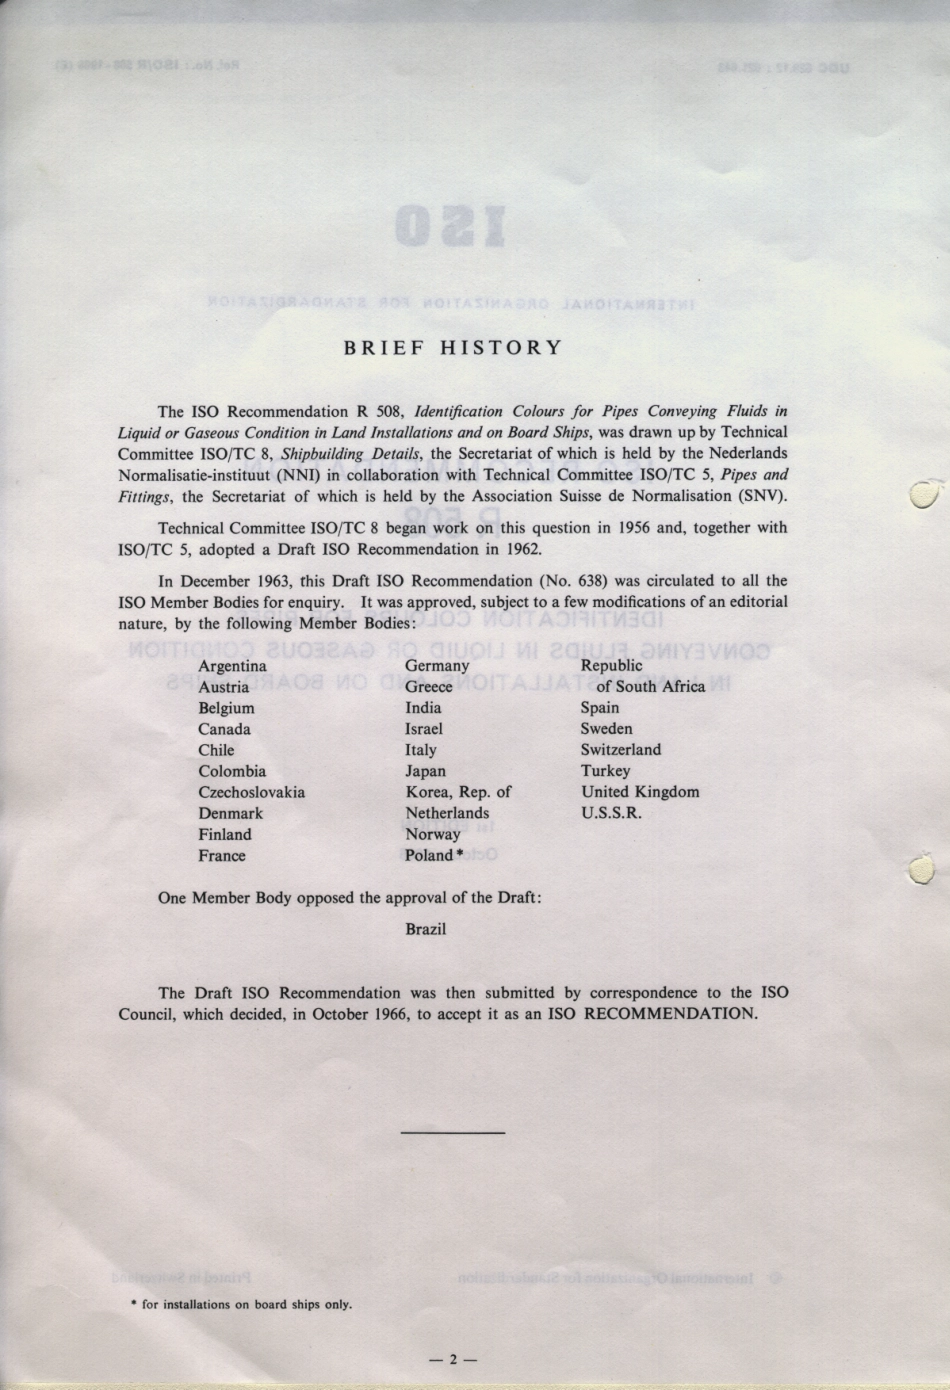 BRIEF HISTORY
The ISO Recommendation R 508, Identification Colours for Pipes Conveying Fluids in
Liquid or Gaseous Condition in Land Installations and on Board Ships, was drawn up by Technical
Committee ISO/TC 8, Shipbuilding Details, the Secretariat of which is held by the Nederlands
Normalisatie-instituut (NNI) in collaboration with Technical Committee ISO/TC 5, Pipes and
Fittings, the Secretariat of which is held by the Association Suisse de Normalisation (SNV).
Technical Committee ISO/TC 8 began work on this question in 1956 and, together with
ISO/TC 5, adopted a Draft ISO Recommendation in 1962.
In December 1963, this Draft ISO Recommendation (No. 638) was circulated to all the
ISO Member Bodies for enquiry. It was approved, subject to a few modifications of an editorial
nature, by the following Member Bodies:
Argentina
Austria
Belgium
Canada
Chile
Colombia
Czechoslovakia
Denmark
Finland
France
Germany
Greece
India
Israel
Italy
Japan
Korea, Rep. of
Netherlands
Norway
Poland *
Republic
of South Africa
Spain
Sweden
Switzerland
Turkey
United Kingdom
U.S.S.R.
One Member Body opposed the approval of the Draft:
Brazil
The Draft ISO Recommendation was then submitted by correspondence to the ISO
Council, which decided, in October 1966, to accept it as an ISO RECOMMENDATION.
* for installations on board ships only.
— 2 —